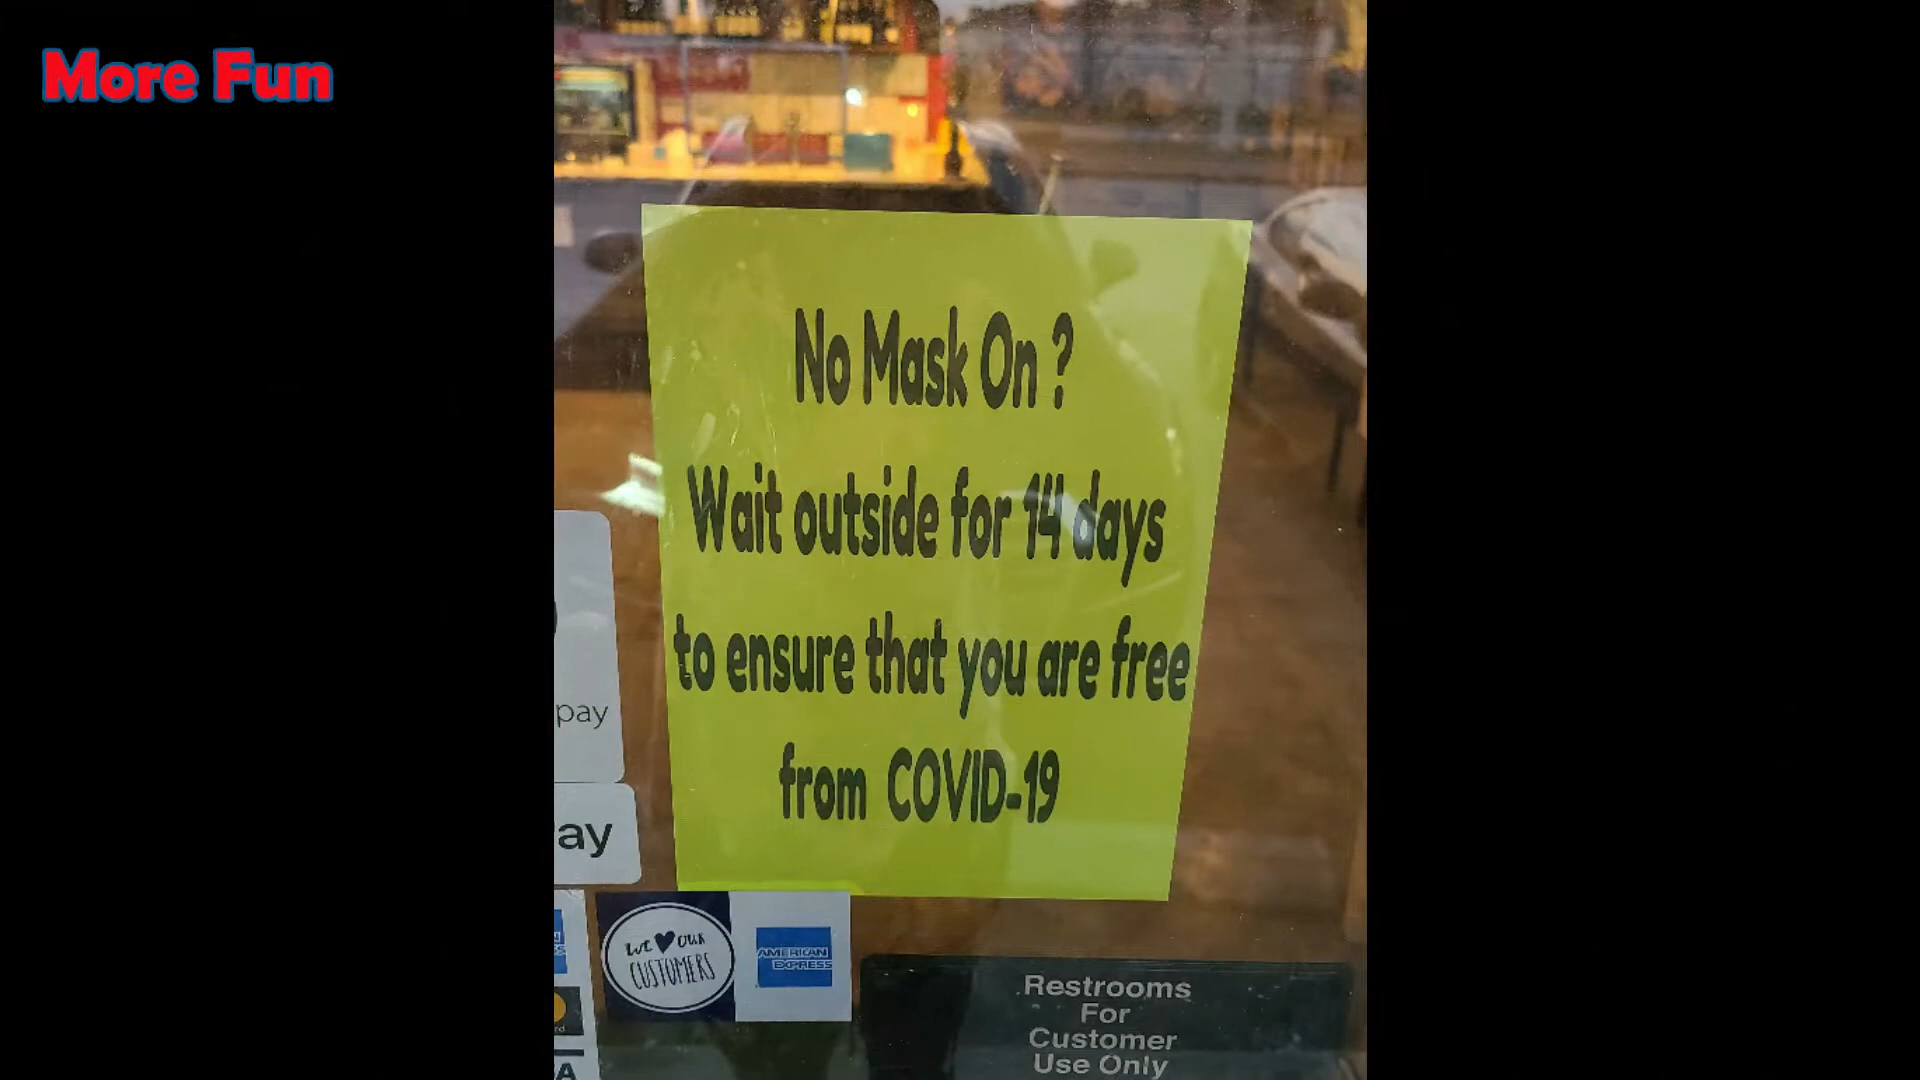 More Fun
No Mask On ?
Wait outside for 14 days
to ensure that you are free
from COVID-19
pay
ay
WE ♥ OUR
CUSTOMERS
AMERICAN
EXPRESS
Restrooms
For
Customer
Use Only